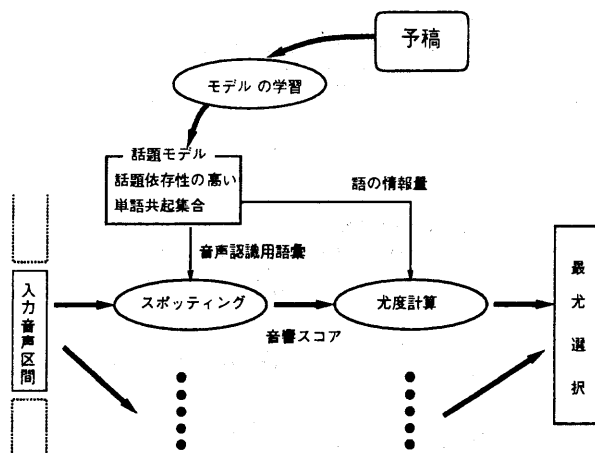 予稿
モデル の学習
話題モデル
話題依存性の高い
単語共起集合
語の情報量
音声認識用語彙
入力音声区間
スポッティング
尤度計算
音響スコア
最尤選択